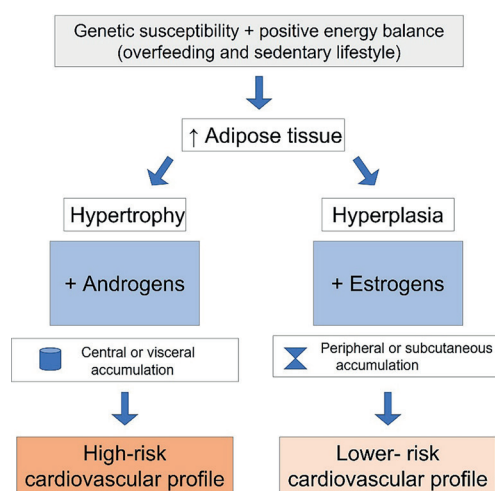 Genetic susceptibility + positive energy balance
(overfeeding and sedentary lifestyle)
↑ Adipose tissue
Hypertrophy
Hyperplasia
+ Androgens
+ Estrogens
Central or visceral
accumulation
Peripheral or subcutaneous
accumulation
High-risk
cardiovascular profile
Lower- risk
cardiovascular profile